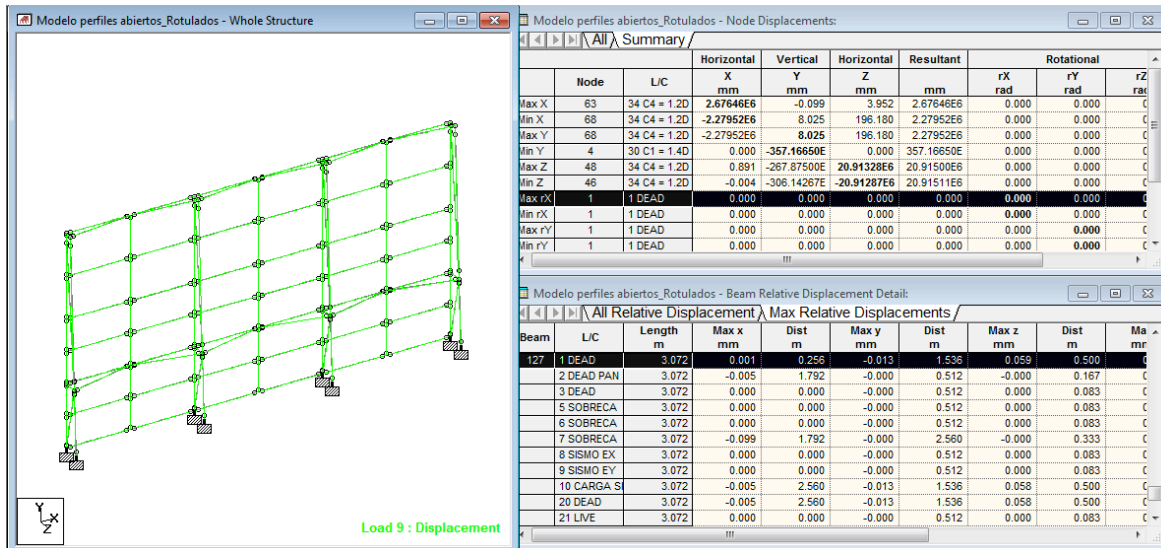 Modelo perfiles abiertos_Rotulados - Whole Structure
Y
X
Z
Load 9 : Displacement
Modelo perfiles abiertos_Rotulados - Node Displacements:
All Summary
Horizontal Vertical Horizontal Resultant Rotational
Node L/C X mm Y mm Z mm mm rX rad rY rad rZ
Max X 63 34 C4 = 1.2D 2.67646E6 -0.099 3.952 2.67646E6 0.000 0.000
Min X 68 34 C4 = 1.2D -2.27952E6 8.025 196.180 2.27952E6 0.000 0.000
Max Y 68 34 C4 = 1.2D -2.27952E6 8.025 196.180 2.27952E6 0.000 0.000
Min Y 4 30 C1 = 1.4D 0.000 -357.16650E 0.000 357.16650E 0.000 0.000
Max Z 48 34 C4 = 1.2D 0.891 -267.87500E 20.91328E6 20.91500E6 0.000 0.000
Min Z 46 34 C4 = 1.2D -0.004 -306.14267E -20.91287E6 20.91511E6 0.000 0.000
Max rX 1 1 DEAD 0.000 0.000 0.000 0.000 0.000 0.000
Min rX 1 1 DEAD 0.000 0.000 0.000 0.000 0.000 0.000
Max rY 1 1 DEAD 0.000 0.000 0.000 0.000 0.000 0.000
Min rY 1 1 DEAD 0.000 0.000 0.000 0.000 0.000 0.000
Modelo perfiles abiertos_Rotulados - Beam Relative Displacement Detail:
All Relative Displacement Max Relative Displacements
Beam L/C Length m Max x mm Dist m Max y mm Dist m Max z mm Dist m Ma
127 1 DEAD 3.072 0.001 0.256 -0.013 1.536 0.059 0.500
2 DEAD PAN 3.072 -0.005 1.792 -0.000 0.512 -0.000 0.167
3 DEAD 3.072 0.000 0.000 -0.000 0.512 0.000 0.083
5 SOBRECA 3.072 0.000 0.000 -0.000 0.512 0.000 0.083
6 SOBRECA 3.072 0.000 0.000 -0.000 0.512 0.000 0.083
7 SOBRECA 3.072 -0.099 1.792 -0.000 2.560 -0.000 0.333
8 SISMO EX 3.072 0.000 0.000 0.000 0.512 0.000 0.083
9 SISMO EY 3.072 0.000 0.000 0.000 0.512 0.000 0.083
10 CARGA SI 3.072 -0.005 2.560 -0.013 1.536 0.058 0.500
20 DEAD 3.072 -0.005 2.560 -0.013 1.536 0.058 0.500
21 LIVE 3.072 0.000 0.000 -0.000 0.512 0.000 0.083